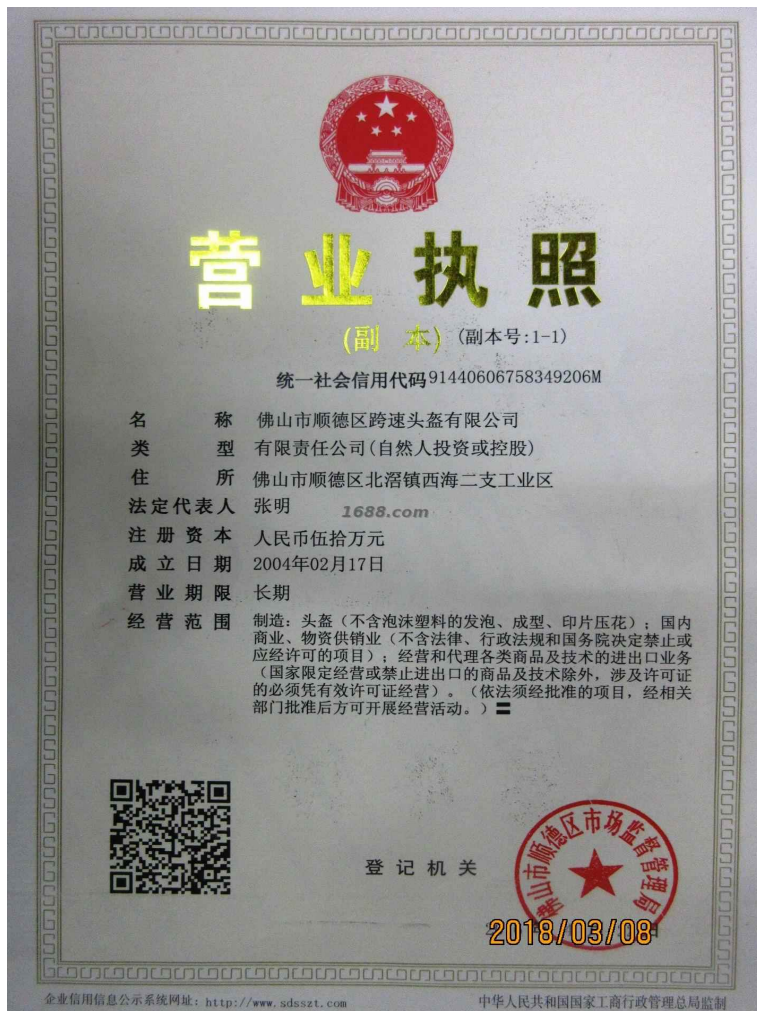 营业执照
(副 本) (副本号:1-1)
统一社会信用代码91440606758349206M
名 称 佛山市顺德区跨速头盔有限公司
类 型 有限责任公司(自然人投资或控股)
住 所 佛山市顺德区北滘镇西海二支工业区
法定代表人 张明
1688.com
注册资本 人民币伍拾万元
成立日期 2004年02月17日
营业期限 长期
经营范围 制造：头盔（不含泡沫塑料的发泡、成型、印片压花）；国内
商业、物资供销业（不含法律、行政法规和国务院决定禁止或
应经许可的项目）；经营和代理各类商品及技术的进出口业务
（国家限定经营或禁止进出口的商品及技术除外，涉及许可证
的必须凭有效许可证经营）。（依法须经批准的项目，经相关
部门批准后方可开展经营活动。）〓
佛山市顺德区市场监督管理局
登记机关
2018/03/08
企业信用信息公示系统网址：http://www.sdsszt.com
中华人民共和国国家工商行政管理总局监制